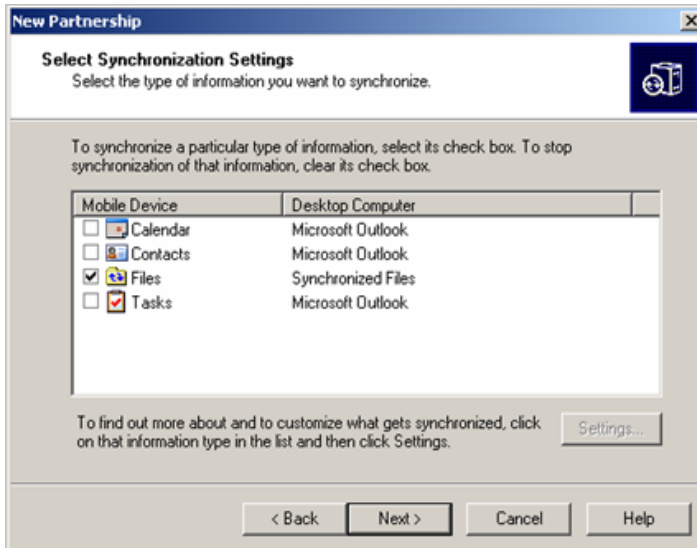 New Partnership
Select Synchronization Settings
Select the type of information you want to synchronize.
To synchronize a particular type of information, select its check box. To stop
synchronization of that information, clear its check box.
Mobile Device Desktop Computer
Calendar Microsoft Outlook
Contacts Microsoft Outlook
Files Synchronized Files
Tasks Microsoft Outlook
To find out more about and to customize what gets synchronized, click
on that information type in the list and then click Settings.
Settings...
< Back Next > Cancel Help